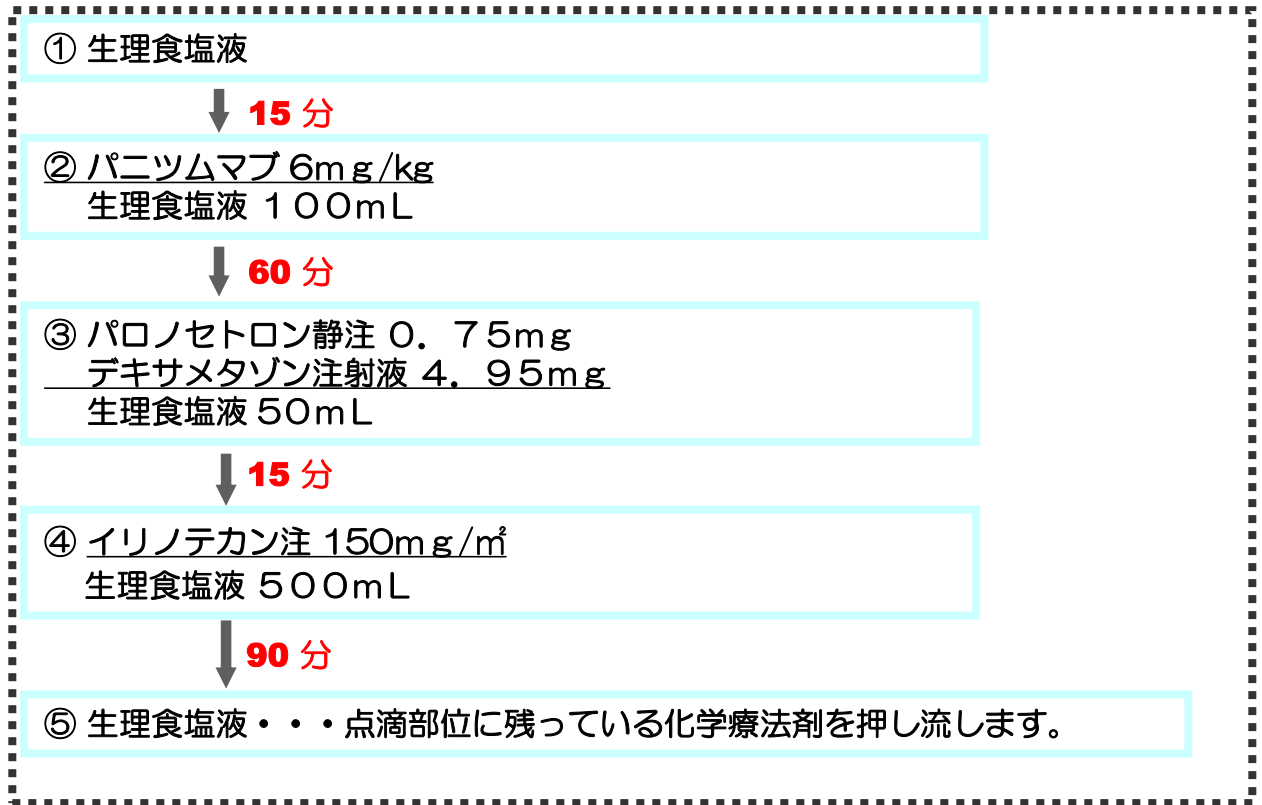 ① 生理食塩液
15 分
② パニツムマブ 6mg/kg
生理食塩液 100mL
60 分
③ パロノセトロン静注 0.75mg
デキサメタゾン注射液 4.95mg
生理食塩液 50mL
15 分
④ イリノテカン注 150mg/㎡
生理食塩液 500mL
90 分
⑤ 生理食塩液・・・点滴部位に残っている化学療法剤を押し流します。